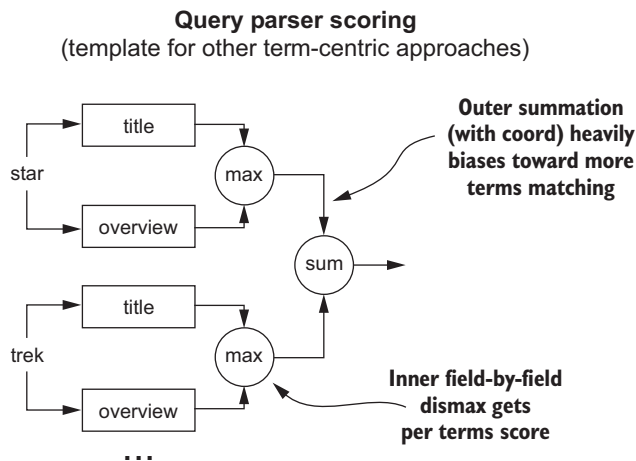 Query parser scoring
(template for other term-centric approaches)
title
star
max
overview
Outer summation
(with coord) heavily
biases toward more
terms matching
sum
title
trek
max
overview
Inner field-by-field
dismax gets
per terms score
...